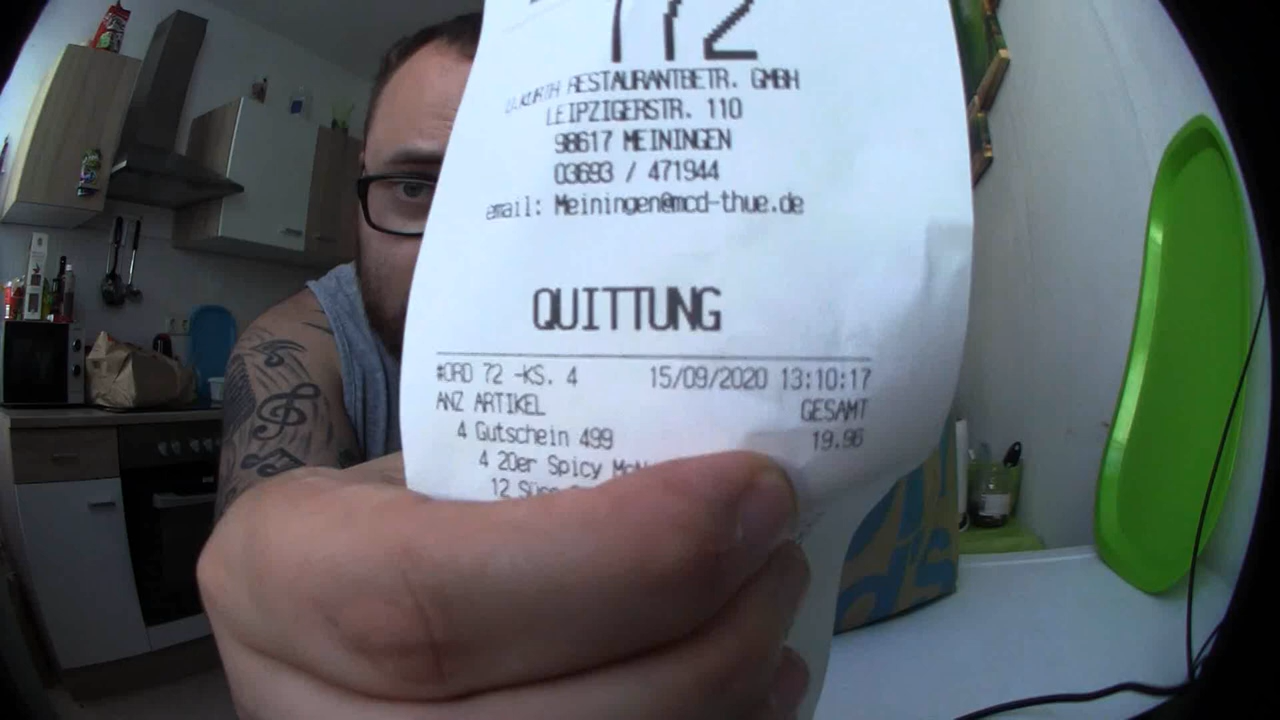 RESTAURANTBETR. GMBH
LEIPZIGERSTR. 110
98617 MEININGEN
03693 / 471944
email: Meiningen@mcd-thue.de
QUITTUNG
#ORD 72 -KS. 4 15/09/2020 13:10:17
ANZ ARTIKEL GESAMT
4 Gutschein 499 19.96
4 20er Spicy
12